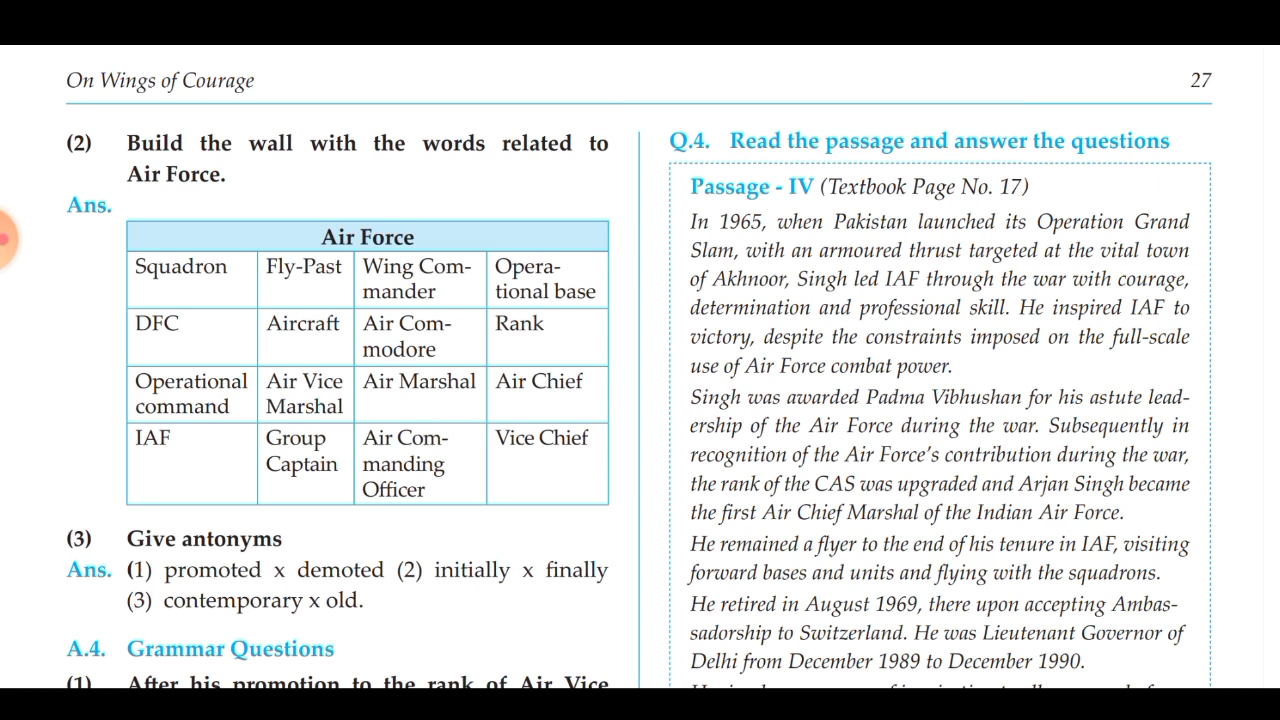 On Wings of Courage
27
(2) Build the wall with the words related to
Air Force.
Ans.
Air Force
Squadron Fly-Past Wing Com- Opera-
mander tional base
DFC Aircraft Air Com- Rank
modore
Operational Air Vice Air Marshal Air Chief
command Marshal
IAF Group Air Com- Vice Chief
Captain manding
Officer
(3) Give antonyms
Ans. (1) promoted x demoted (2) initially x finally
(3) contemporary x old.
A.4. Grammar Questions
(1) After his promotion to the rank of Air Vice
Q.4. Read the passage and answer the questions
Passage - IV (Textbook Page No. 17)
In 1965, when Pakistan launched its Operation Grand
Slam, with an armoured thrust targeted at the vital town
of Akhnoor, Singh led IAF through the war with courage,
determination and professional skill. He inspired IAF to
victory, despite the constraints imposed on the full-scale
use of Air Force combat power.
Singh was awarded Padma Vibhushan for his astute lead-
ership of the Air Force during the war. Subsequently in
recognition of the Air Force's contribution during the war,
the rank of the CAS was upgraded and Arjan Singh became
the first Air Chief Marshal of the Indian Air Force.
He remained a flyer to the end of his tenure in IAF, visiting
forward bases and units and flying with the squadrons.
He retired in August 1969, there upon accepting Ambas-
sadorship to Switzerland. He was Lieutenant Governor of
Delhi from December 1989 to December 1990.